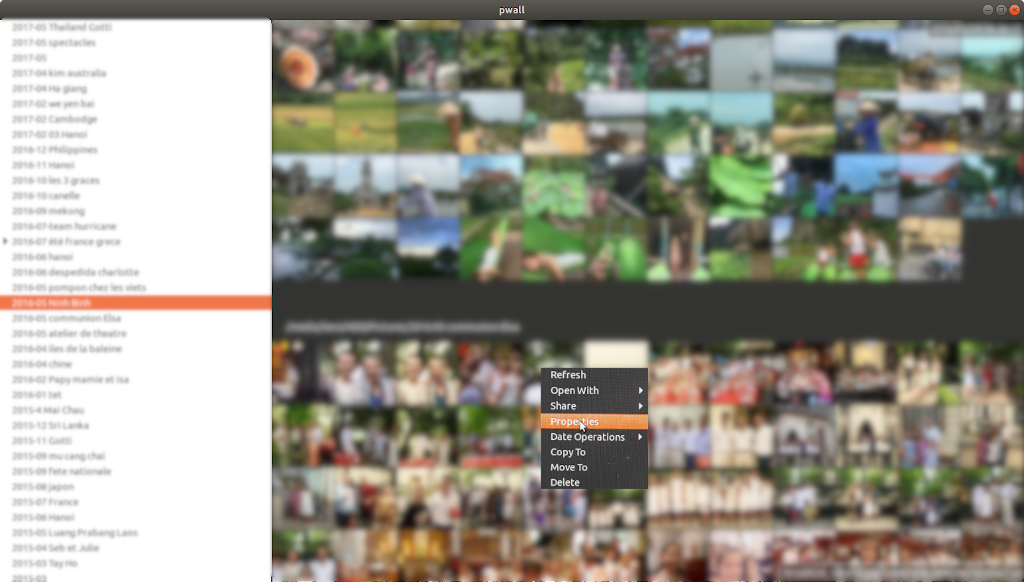 pwall
2017-05 Thailand Gotti
2017-05 spectacles
2017-05
2017-04 kim australia
2017-04 Ha giang
2017-02 we yen bai
2017-02 Cambodge
2017-02 03 Hanoi
2016-12 Philippines
2016-11 Hanoi
2016-10 les 3 graces
2016-10 canelle
2016-09 mekong
2016-07-team hurricane
2016-07 été France grece
2016-06 hanoi
2016-06 despedida charlotte
2016-05 pompon chez les viets
2016-05 Ninh Binh
2016-05 communion Elsa
2016-05 atelier de theatre
2016-04 iles de la baleine
2016-04 chine
2016-02 Papy mamie et Isa
2016-01 tet
2015-4 Mai Chau
2015-12 Sri Lanka
2015-11 Gotti
2015-09 mu cang chai
2015-09 fete nationale
2015-08 japon
2015-07 France
2015-06 Hanoi
2015-05 Luang Prabang Laos
2015-04 Seb et Julie
2015-03 Tay Ho
2015-03
Refresh
Open With
Share
Properties
Date Operations
Copy To
Move To
Delete